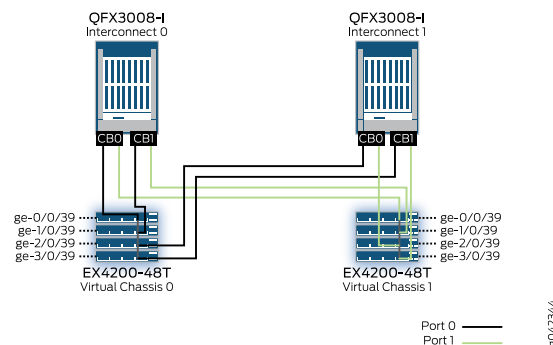 QFX3008-I
Interconnect 0
QFX3008-I
Interconnect 1
CB0
CB1
CB0
CB1
ge-0/0/39
ge-1/0/39
ge-2/0/39
ge-3/0/39
ge-0/0/39
ge-1/0/39
ge-2/0/39
ge-3/0/39
EX4200-48T
Virtual Chassis 0
EX4200-48T
Virtual Chassis 1
Port 0
Port 1